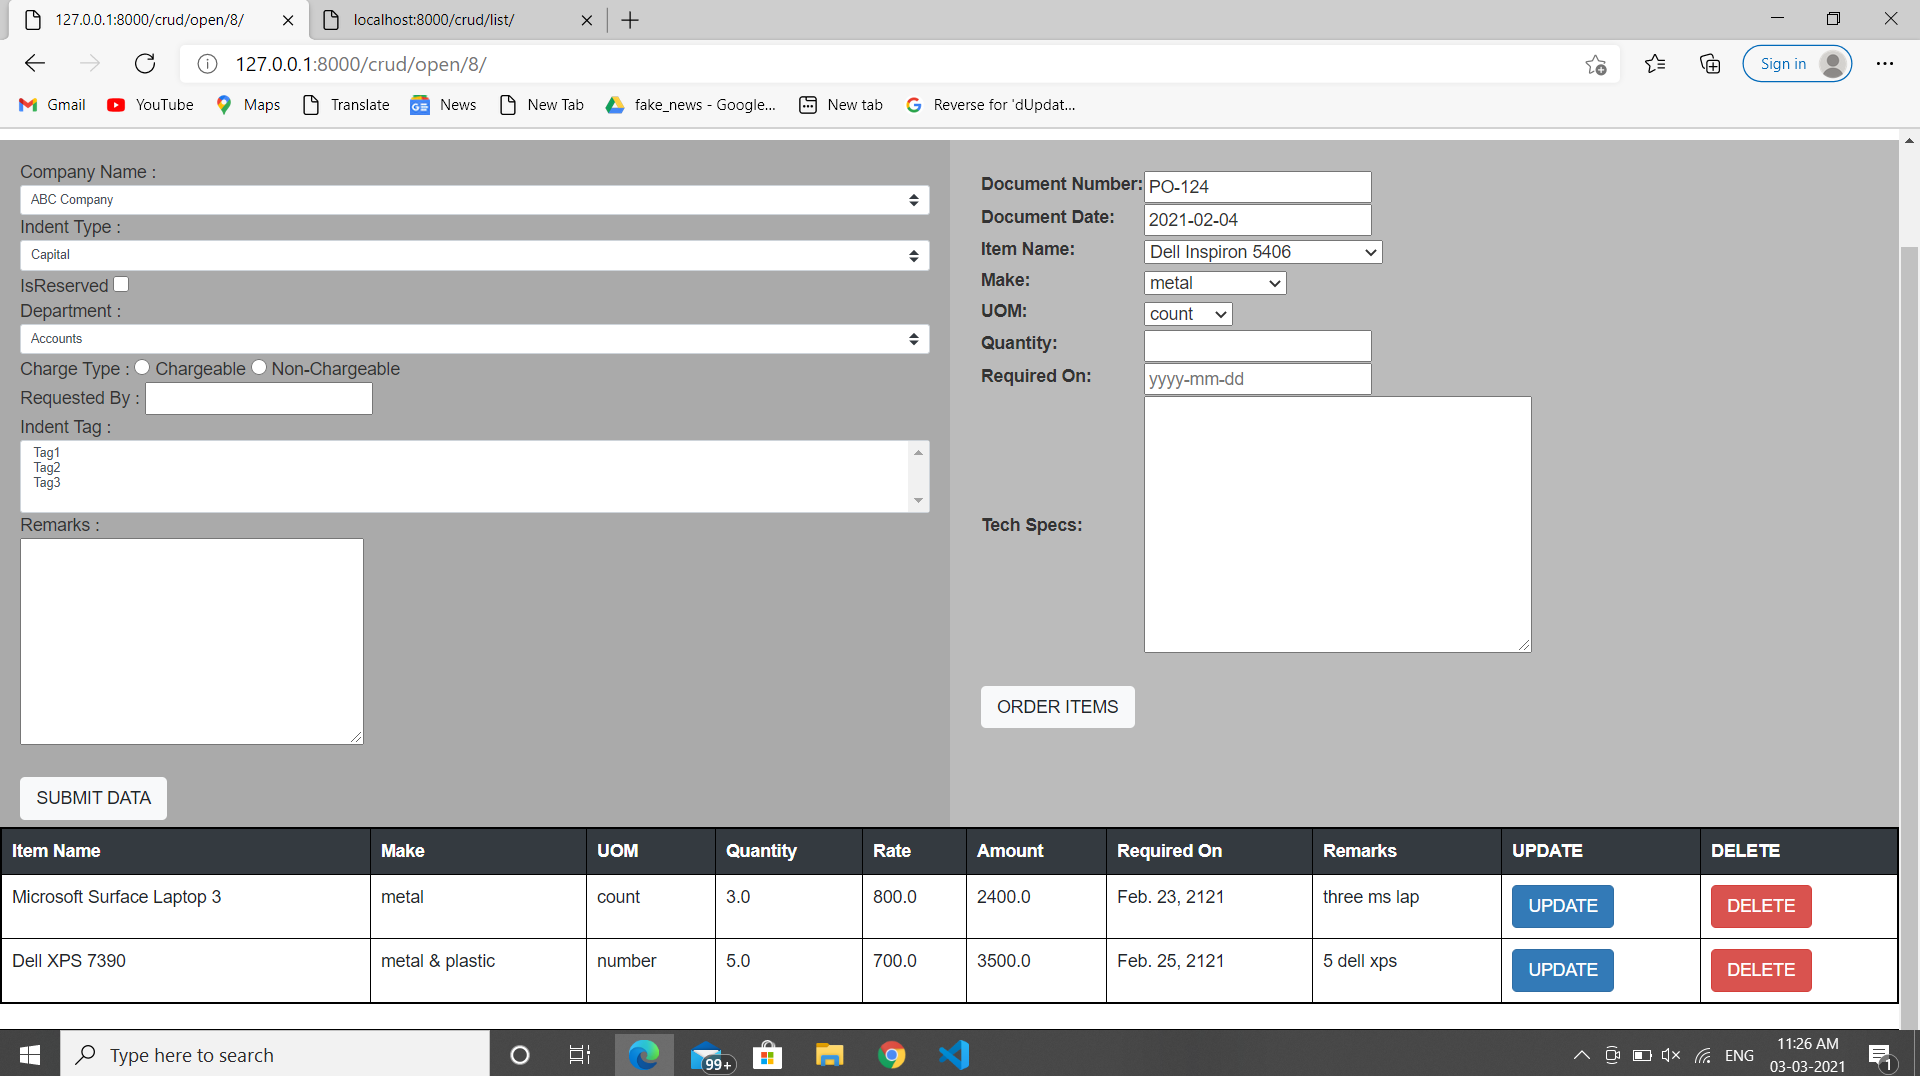 127.0.0.1:8000/crud/open/8/
localhost:8000/crud/list/
127.0.0.1:8000/crud/open/8/
Sign in
Gmail
YouTube
Maps
Translate
News
New Tab
fake_news - Google...
New tab
Reverse for 'dUpdat...
Company Name :
ABC Company
Indent Type :
Capital
IsReserved
Department :
Accounts
Charge Type : Chargeable Non-Chargeable
Requested By :
Indent Tag :
Tag1
Tag2
Tag3
Remarks :
SUBMIT DATA
Document Number: PO-124
Document Date: 2021-02-04
Item Name: Dell Inspiron 5406
Make: metal
UOM: count
Quantity:
Required On: yyyy-mm-dd
Tech Specs:
ORDER ITEMS
Item Name Make UOM Quantity Rate Amount Required On Remarks UPDATE DELETE
Microsoft Surface Laptop 3 metal count 3.0 800.0 2400.0 Feb. 23, 2121 three ms lap UPDATE DELETE
Dell XPS 7390 metal & plastic number 5.0 700.0 3500.0 Feb. 25, 2121 5 dell xps UPDATE DELETE
Type here to search
99+
ENG
11:26 AM
03-03-2021
1